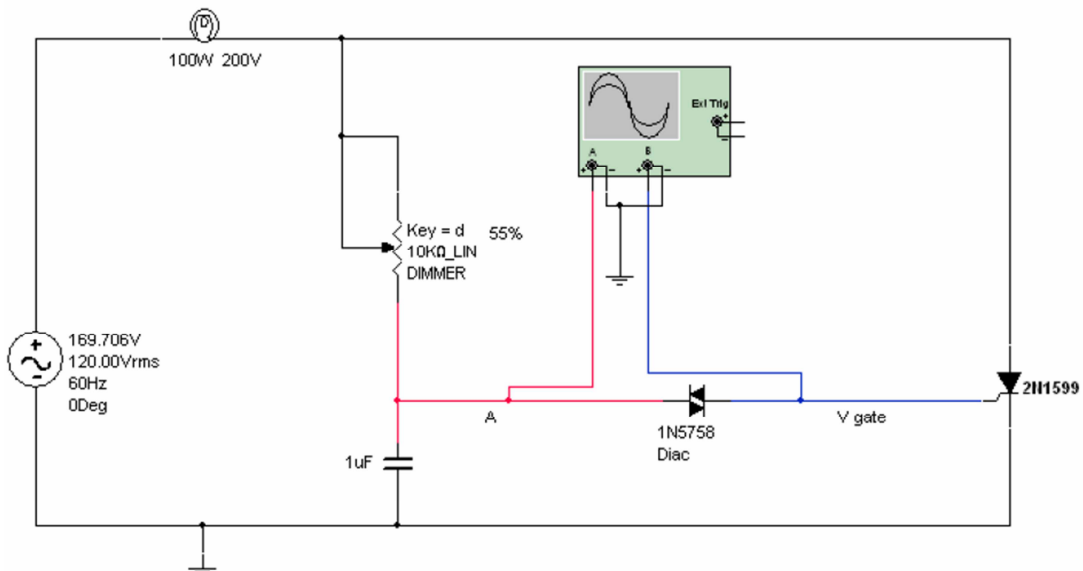 100W 200V
Ext Trig
+
−
A
B
+
−
+
−
Key = d 55%
10KΩ_LIN
DIMMER
+
−
169.706V
120.00Vrms
60Hz
0Deg
2N1599
A
V gate
1N5758
Diac
1uF